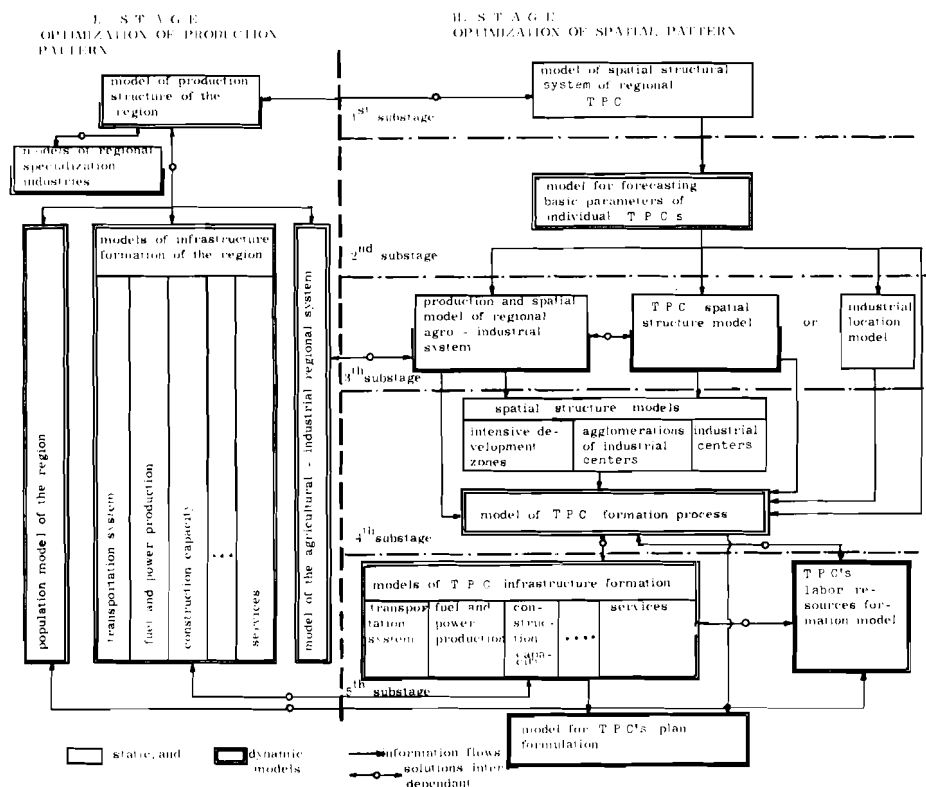 I. STAGE
OPTIMIZATION OF PRODUCTION
PATTERN
II. STAGE
OPTIMIZATION OF SPATIAL PATTERN
model of production
structure of the
region
models of regional
specialization
industries
model of spatial structural
system of regional
TPC
1st substage
model for forecasting
basic parameters of
individual TPCs
2nd substage
population model of the region
models of infrastructure
formation of the region
transportation system
fuel and power production
construction capacity
....
services
model of the agricultural - industrial regional system
production and spatial
model of regional
agro - industrial
system
TPC spatial
structure model
or
industrial
location
model
3th substage
spatial structure models
intensive de-
velopment
zones
agglomerations
of industrial
centers
industrial
centers
model of TPC formation process
4th substage
models of TPC infrastructure formation
transpor
tation
system
fuel and
power
production
con-
struc-
tion
capa-
city
....
services
TPC's
labor re-
sources for-
mation model
5th substage
model for TPC's plan
formulation
static, and
dynamic
models
information flows
solutions inter
dependant